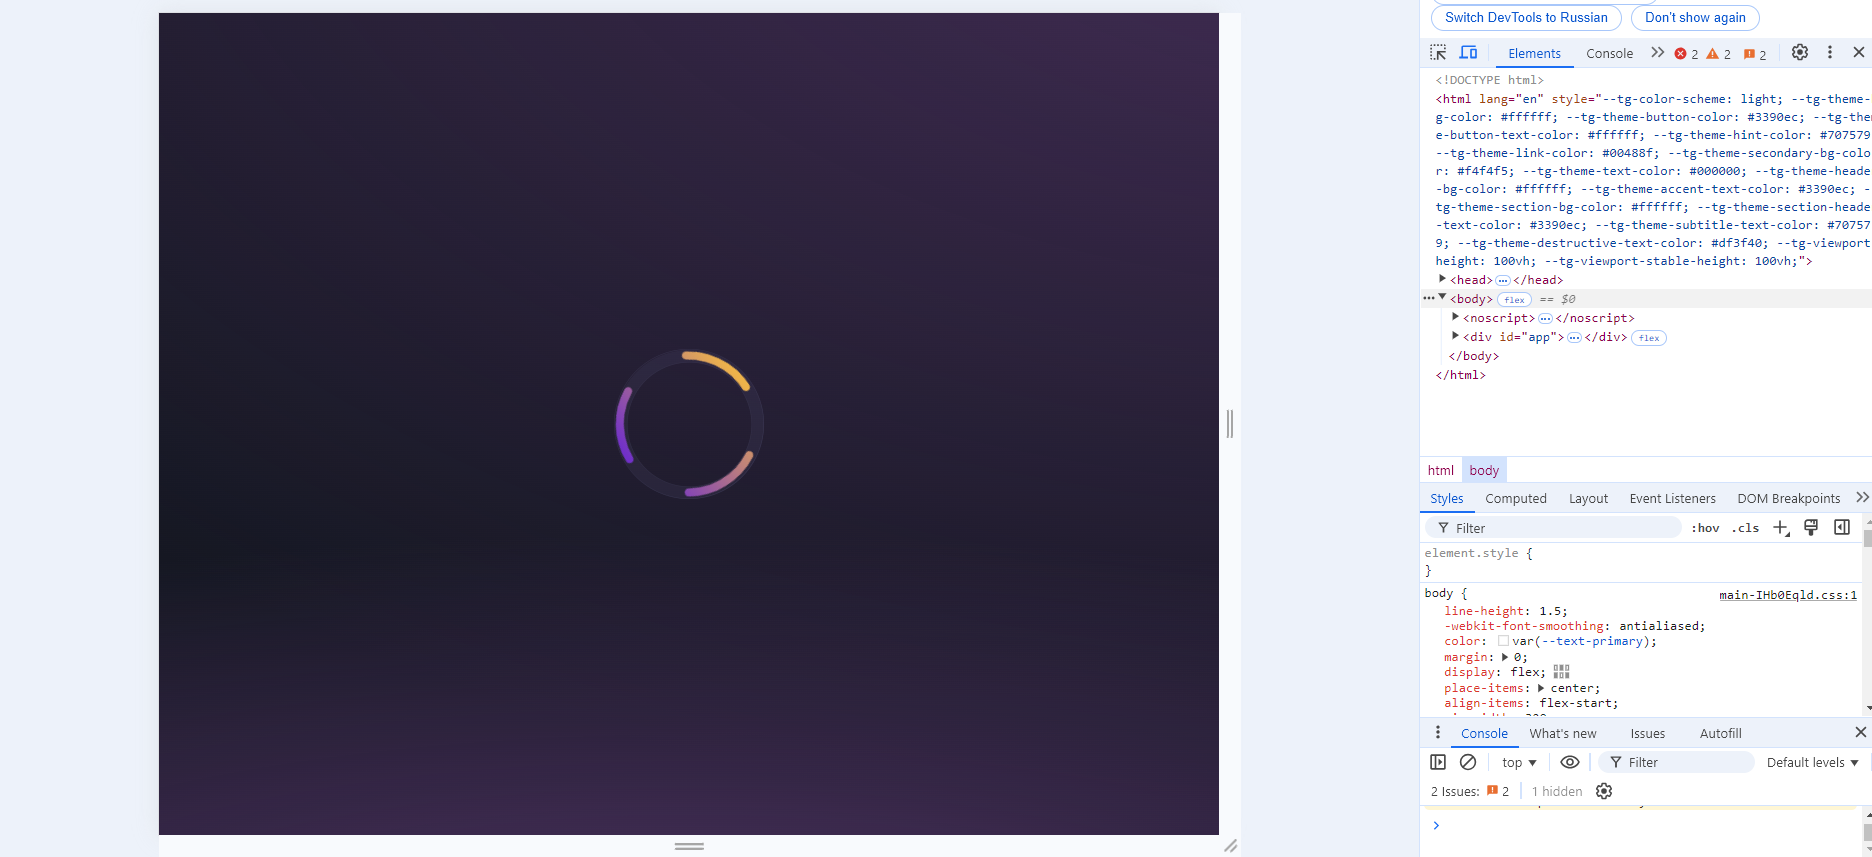 Switch DevTools to Russian Don't show again
Elements Console 2 2 2
<!DOCTYPE html>
<html lang="en" style="--tg-color-scheme: light; --tg-theme-
g-color: #ffffff; --tg-theme-button-color: #3390ec; --tg-the
e-button-text-color: #ffffff; --tg-theme-hint-color: #707579
--tg-theme-link-color: #00488f; --tg-theme-secondary-bg-colo
r: #f4f4f5; --tg-theme-text-color: #000000; --tg-theme-heade
-bg-color: #ffffff; --tg-theme-accent-text-color: #3390ec; -
tg-theme-section-bg-color: #ffffff; --tg-theme-section-heade
-text-color: #3390ec; --tg-theme-subtitle-text-color: #70757
9; --tg-theme-destructive-text-color: #df3f40; --tg-viewport
height: 100vh; --tg-viewport-stable-height: 100vh;">
<head> </head>
<body> flex == $0
<noscript> </noscript>
<div id="app"> </div> flex
</body>
</html>
html body
Styles Computed Layout Event Listeners DOM Breakpoints
Filter :hov .cls
element.style {
}
body { main-IHb0Eqld.css:1
line-height: 1.5;
-webkit-font-smoothing: antialiased;
color: var(--text-primary);
margin: 0;
display: flex;
place-items: center;
align-items: flex-start;
Console What's new Issues Autofill
top Filter Default levels
2 Issues: 2 1 hidden